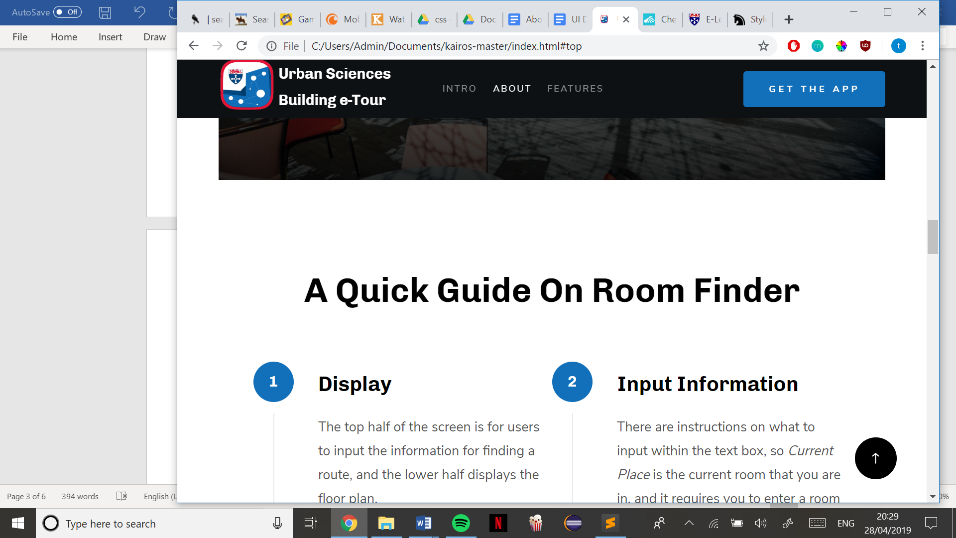 AutoSave Off
File Home Insert Draw
| sea
Sea
Gan
Mol
Wat
css
Doc
Abo
UI D
Che
E-L
Styl
File | C:/Users/Admin/Documents/kairos-master/index.html#top
t
Urban Sciences
Building e-Tour
INTRO ABOUT FEATURES
GET THE APP
A Quick Guide On Room Finder
1 Display
The top half of the screen is for users
to input the information for finding a
route, and the lower half displays the
floor plan.
2 Input Information
There are instructions on what to
input within the text box, so Current
Place is the current room that you are
in, and it requires you to enter a room
Page 3 of 6 394 words English (U
0%
Type here to search
ENG
20:29
28/04/2019